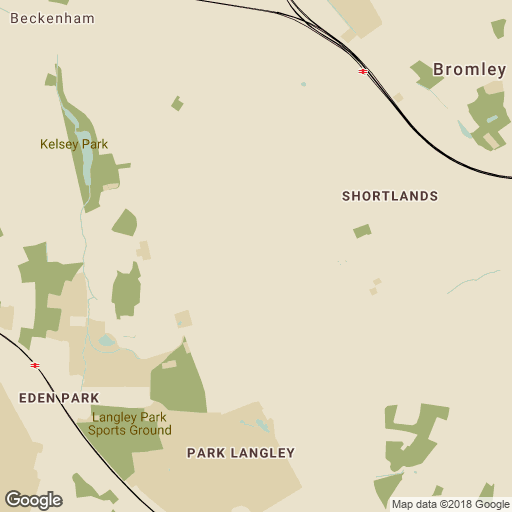 Beckenham
Bromley
Kelsey Park
SHORTLANDS
EDEN PARK
Langley Park
Sports Ground
PARK LANGLEY
Google
Map data ©2018 Google